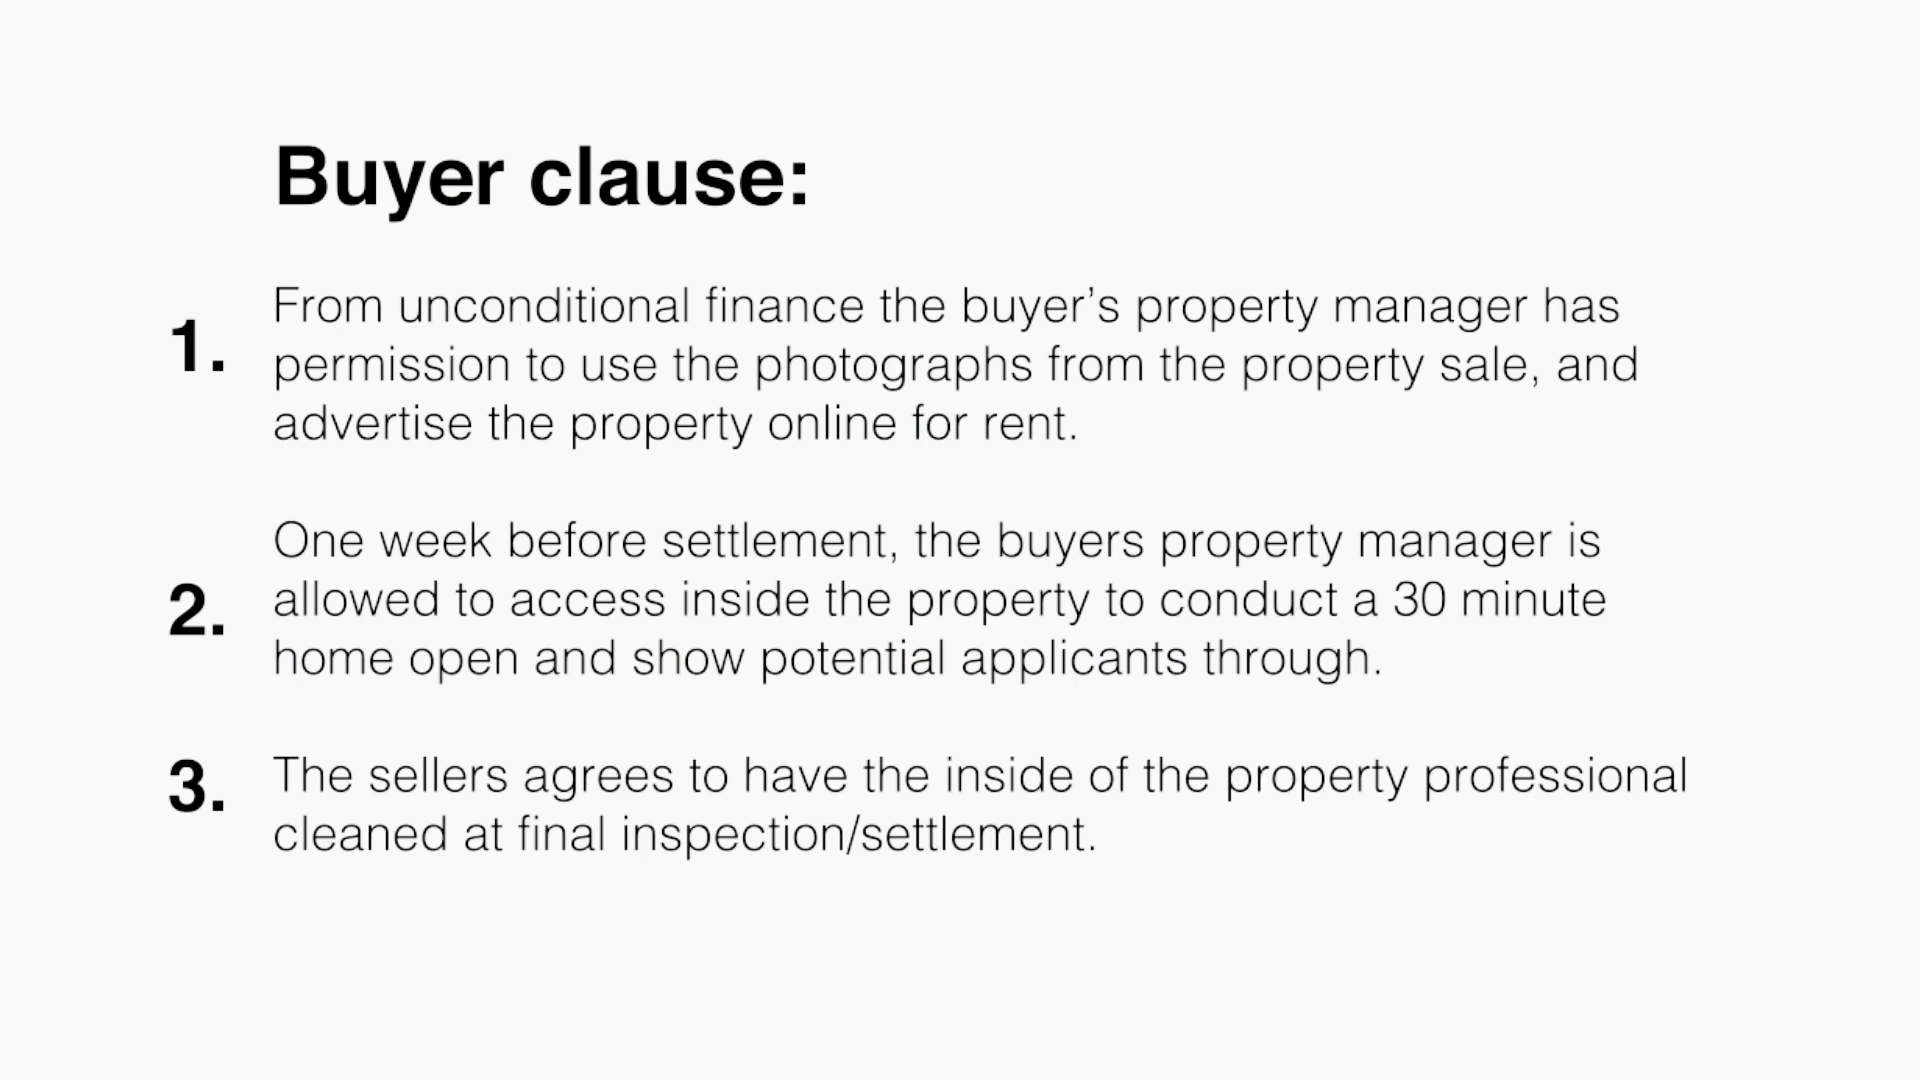 Buyer clause:
1. From unconditional finance the buyer’s property manager has
permission to use the photographs from the property sale, and
advertise the property online for rent.
2. One week before settlement, the buyers property manager is
allowed to access inside the property to conduct a 30 minute
home open and show potential applicants through.
3. The sellers agrees to have the inside of the property professional
cleaned at final inspection/settlement.